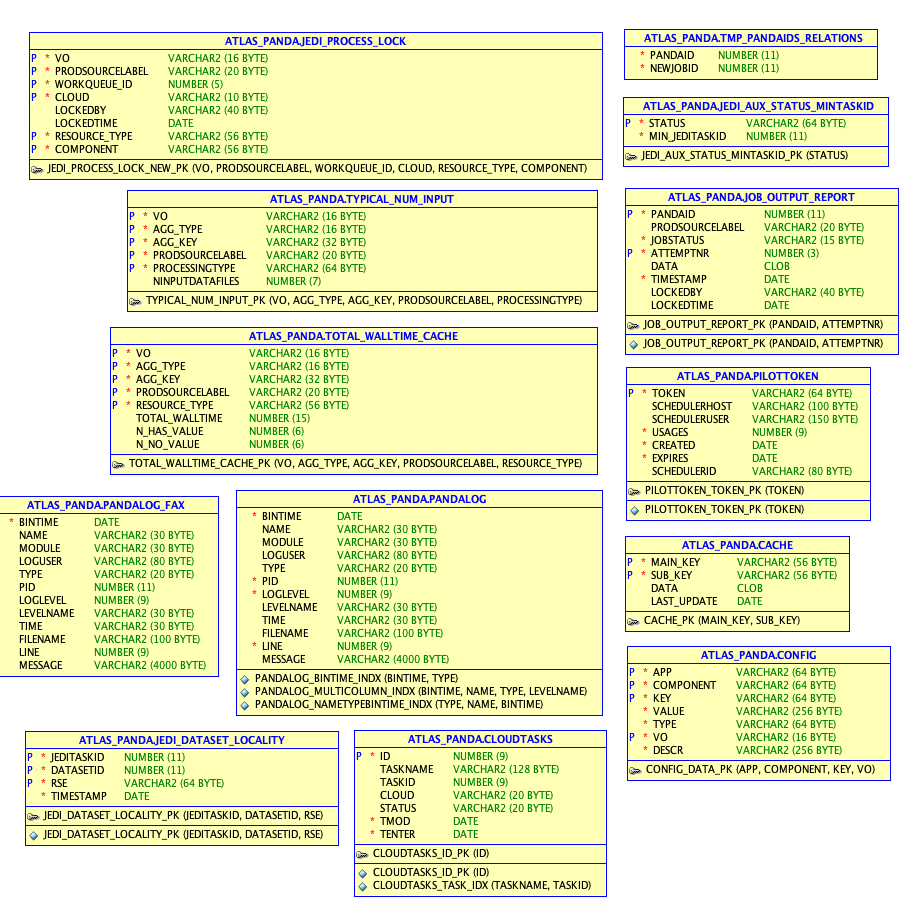 ATLAS_PANDA.JEDI_PROCESS_LOCK
P * VO VARCHAR2 (16 BYTE)
P * PRODSOURCELABEL VARCHAR2 (20 BYTE)
P * WORKQUEUE_ID NUMBER (5)
P * CLOUD VARCHAR2 (10 BYTE)
LOCKEDBY VARCHAR2 (40 BYTE)
LOCKEDTIME DATE
P * RESOURCE_TYPE VARCHAR2 (56 BYTE)
P * COMPONENT VARCHAR2 (56 BYTE)
JEDI_PROCESS_LOCK_NEW_PK (VO, PRODSOURCELABEL, WORKQUEUE_ID, CLOUD, RESOURCE_TYPE, COMPONENT)
ATLAS_PANDA.TMP_PANDAIDS_RELATIONS
* PANDAID NUMBER (11)
* NEWJOBID NUMBER (11)
ATLAS_PANDA.JEDI_AUX_STATUS_MINTASKID
P * STATUS VARCHAR2 (64 BYTE)
* MIN_JEDITASKID NUMBER (11)
JEDI_AUX_STATUS_MINTASKID_PK (STATUS)
ATLAS_PANDA.TYPICAL_NUM_INPUT
P * VO VARCHAR2 (16 BYTE)
P * AGG_TYPE VARCHAR2 (16 BYTE)
P * AGG_KEY VARCHAR2 (32 BYTE)
P * PRODSOURCELABEL VARCHAR2 (20 BYTE)
P * PROCESSINGTYPE VARCHAR2 (64 BYTE)
NINPUTDATAFILES NUMBER (7)
TYPICAL_NUM_INPUT_PK (VO, AGG_TYPE, AGG_KEY, PRODSOURCELABEL, PROCESSINGTYPE)
ATLAS_PANDA.JOB_OUTPUT_REPORT
P * PANDAID NUMBER (11)
PRODSOURCELABEL VARCHAR2 (20 BYTE)
* JOBSTATUS VARCHAR2 (15 BYTE)
P * ATTEMPTNR NUMBER (3)
DATA CLOB
* TIMESTAMP DATE
LOCKEDBY VARCHAR2 (40 BYTE)
LOCKEDTIME DATE
JOB_OUTPUT_REPORT_PK (PANDAID, ATTEMPTNR)
JOB_OUTPUT_REPORT_PK (PANDAID, ATTEMPTNR)
ATLAS_PANDA.TOTAL_WALLTIME_CACHE
P * VO VARCHAR2 (16 BYTE)
P * AGG_TYPE VARCHAR2 (16 BYTE)
P * AGG_KEY VARCHAR2 (32 BYTE)
P * PRODSOURCELABEL VARCHAR2 (20 BYTE)
P * RESOURCE_TYPE VARCHAR2 (56 BYTE)
TOTAL_WALLTIME NUMBER (15)
N_HAS_VALUE NUMBER (6)
N_NO_VALUE NUMBER (6)
TOTAL_WALLTIME_CACHE_PK (VO, AGG_TYPE, AGG_KEY, PRODSOURCELABEL, RESOURCE_TYPE)
ATLAS_PANDA.PILOTTOKEN
P * TOKEN VARCHAR2 (64 BYTE)
SCHEDULERHOST VARCHAR2 (100 BYTE)
SCHEDULERUSER VARCHAR2 (150 BYTE)
* USAGES NUMBER (9)
* CREATED DATE
* EXPIRES DATE
SCHEDULERID VARCHAR2 (80 BYTE)
PILOTTOKEN_TOKEN_PK (TOKEN)
PILOTTOKEN_TOKEN_PK (TOKEN)
ATLAS_PANDA.PANDALOG_FAX
* BINTIME DATE
NAME VARCHAR2 (30 BYTE)
MODULE VARCHAR2 (30 BYTE)
LOGUSER VARCHAR2 (80 BYTE)
TYPE VARCHAR2 (20 BYTE)
PID NUMBER (11)
LOGLEVEL NUMBER (9)
LEVELNAME VARCHAR2 (30 BYTE)
TIME VARCHAR2 (30 BYTE)
FILENAME VARCHAR2 (100 BYTE)
LINE NUMBER (9)
MESSAGE VARCHAR2 (4000 BYTE)
ATLAS_PANDA.PANDALOG
* BINTIME DATE
NAME VARCHAR2 (30 BYTE)
MODULE VARCHAR2 (30 BYTE)
LOGUSER VARCHAR2 (80 BYTE)
TYPE VARCHAR2 (20 BYTE)
* PID NUMBER (11)
* LOGLEVEL NUMBER (9)
LEVELNAME VARCHAR2 (30 BYTE)
TIME VARCHAR2 (30 BYTE)
FILENAME VARCHAR2 (100 BYTE)
* LINE NUMBER (9)
MESSAGE VARCHAR2 (4000 BYTE)
PANDALOG_BINTIME_INDX (BINTIME, TYPE)
PANDALOG_MULTICOLUMN_INDX (BINTIME, NAME, TYPE, LEVELNAME)
PANDALOG_NAMETYPEBINTIME_INDX (TYPE, NAME, BINTIME)
ATLAS_PANDA.CACHE
P * MAIN_KEY VARCHAR2 (56 BYTE)
P * SUB_KEY VARCHAR2 (56 BYTE)
DATA CLOB
LAST_UPDATE DATE
CACHE_PK (MAIN_KEY, SUB_KEY)
ATLAS_PANDA.CONFIG
P * APP VARCHAR2 (64 BYTE)
P * COMPONENT VARCHAR2 (64 BYTE)
P * KEY VARCHAR2 (64 BYTE)
* VALUE VARCHAR2 (256 BYTE)
* TYPE VARCHAR2 (64 BYTE)
P * VO VARCHAR2 (16 BYTE)
* DESCR VARCHAR2 (256 BYTE)
CONFIG_DATA_PK (APP, COMPONENT, KEY, VO)
ATLAS_PANDA.JEDI_DATASET_LOCALITY
P * JEDITASKID NUMBER (11)
P * DATASETID NUMBER (11)
P * RSE VARCHAR2 (64 BYTE)
* TIMESTAMP DATE
JEDI_DATASET_LOCALITY_PK (JEDITASKID, DATASETID, RSE)
JEDI_DATASET_LOCALITY_PK (JEDITASKID, DATASETID, RSE)
ATLAS_PANDA.CLOUDTASKS
P * ID NUMBER (9)
TASKNAME VARCHAR2 (128 BYTE)
TASKID NUMBER (9)
CLOUD VARCHAR2 (20 BYTE)
STATUS VARCHAR2 (20 BYTE)
* TMOD DATE
* TENTER DATE
CLOUDTASKS_ID_PK (ID)
CLOUDTASKS_ID_PK (ID)
CLOUDTASKS_TASK_IDX (TASKNAME, TASKID)